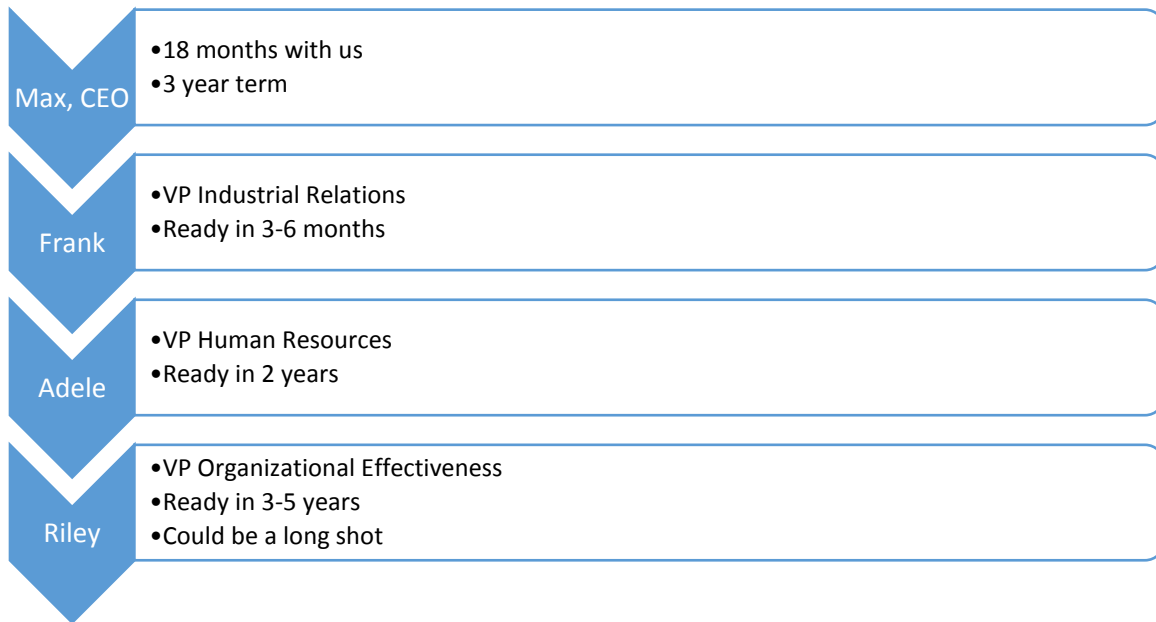 Max, CEO
•18 months with us
•3 year term
Frank
•VP Industrial Relations
•Ready in 3-6 months
Adele
•VP Human Resources
•Ready in 2 years
Riley
•VP Organizational Effectiveness
•Ready in 3-5 years
•Could be a long shot